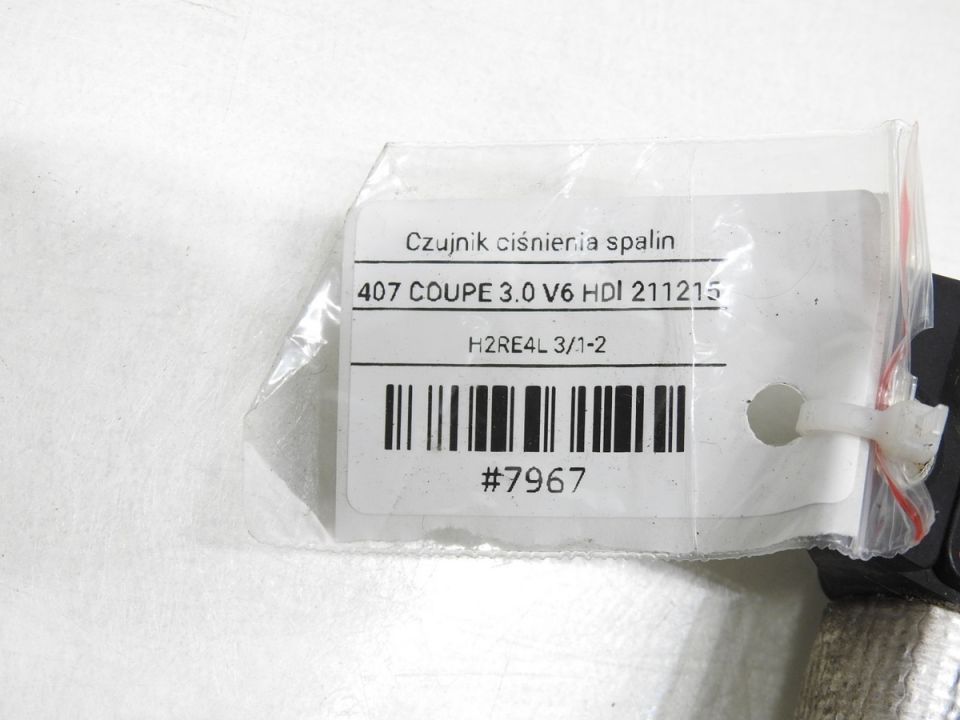 Czujnik ciśnienia spalin
407 COUPE 3.0 V6 HDI 211215
H2RE4L 3/1-2
#7967